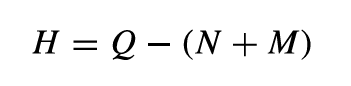 H = Q − (N + M)